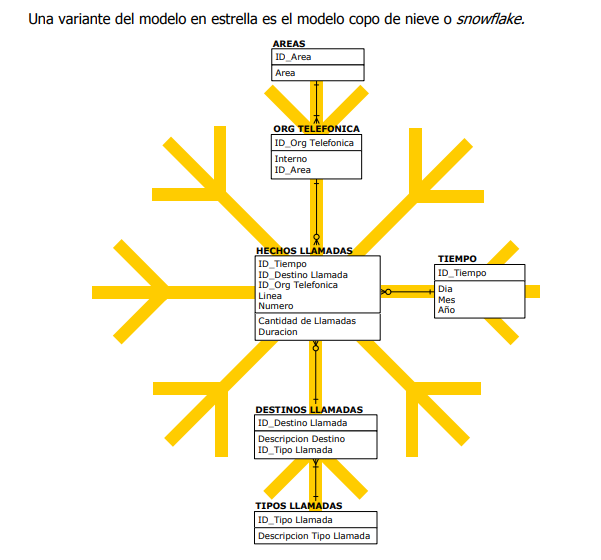 Una variante del modelo en estrella es el modelo copo de nieve o snowflake.
AREAS
ID_Area
Area
ORG TELEFONICA
ID_Org Telefonica
Interno
ID_Area
HECHOS LLAMADAS
ID_Tiempo
ID_Destino Llamada
ID_Org Telefonica
Linea
Numero
Cantidad de Llamadas
Duracion
TIEMPO
ID_Tiempo
Dia
Mes
Año
DESTINOS LLAMADAS
ID_Destino Llamada
Descripcion Destino
ID_Tipo Llamada
TIPOS LLAMADAS
ID_Tipo Llamada
Descripcion Tipo Llamada